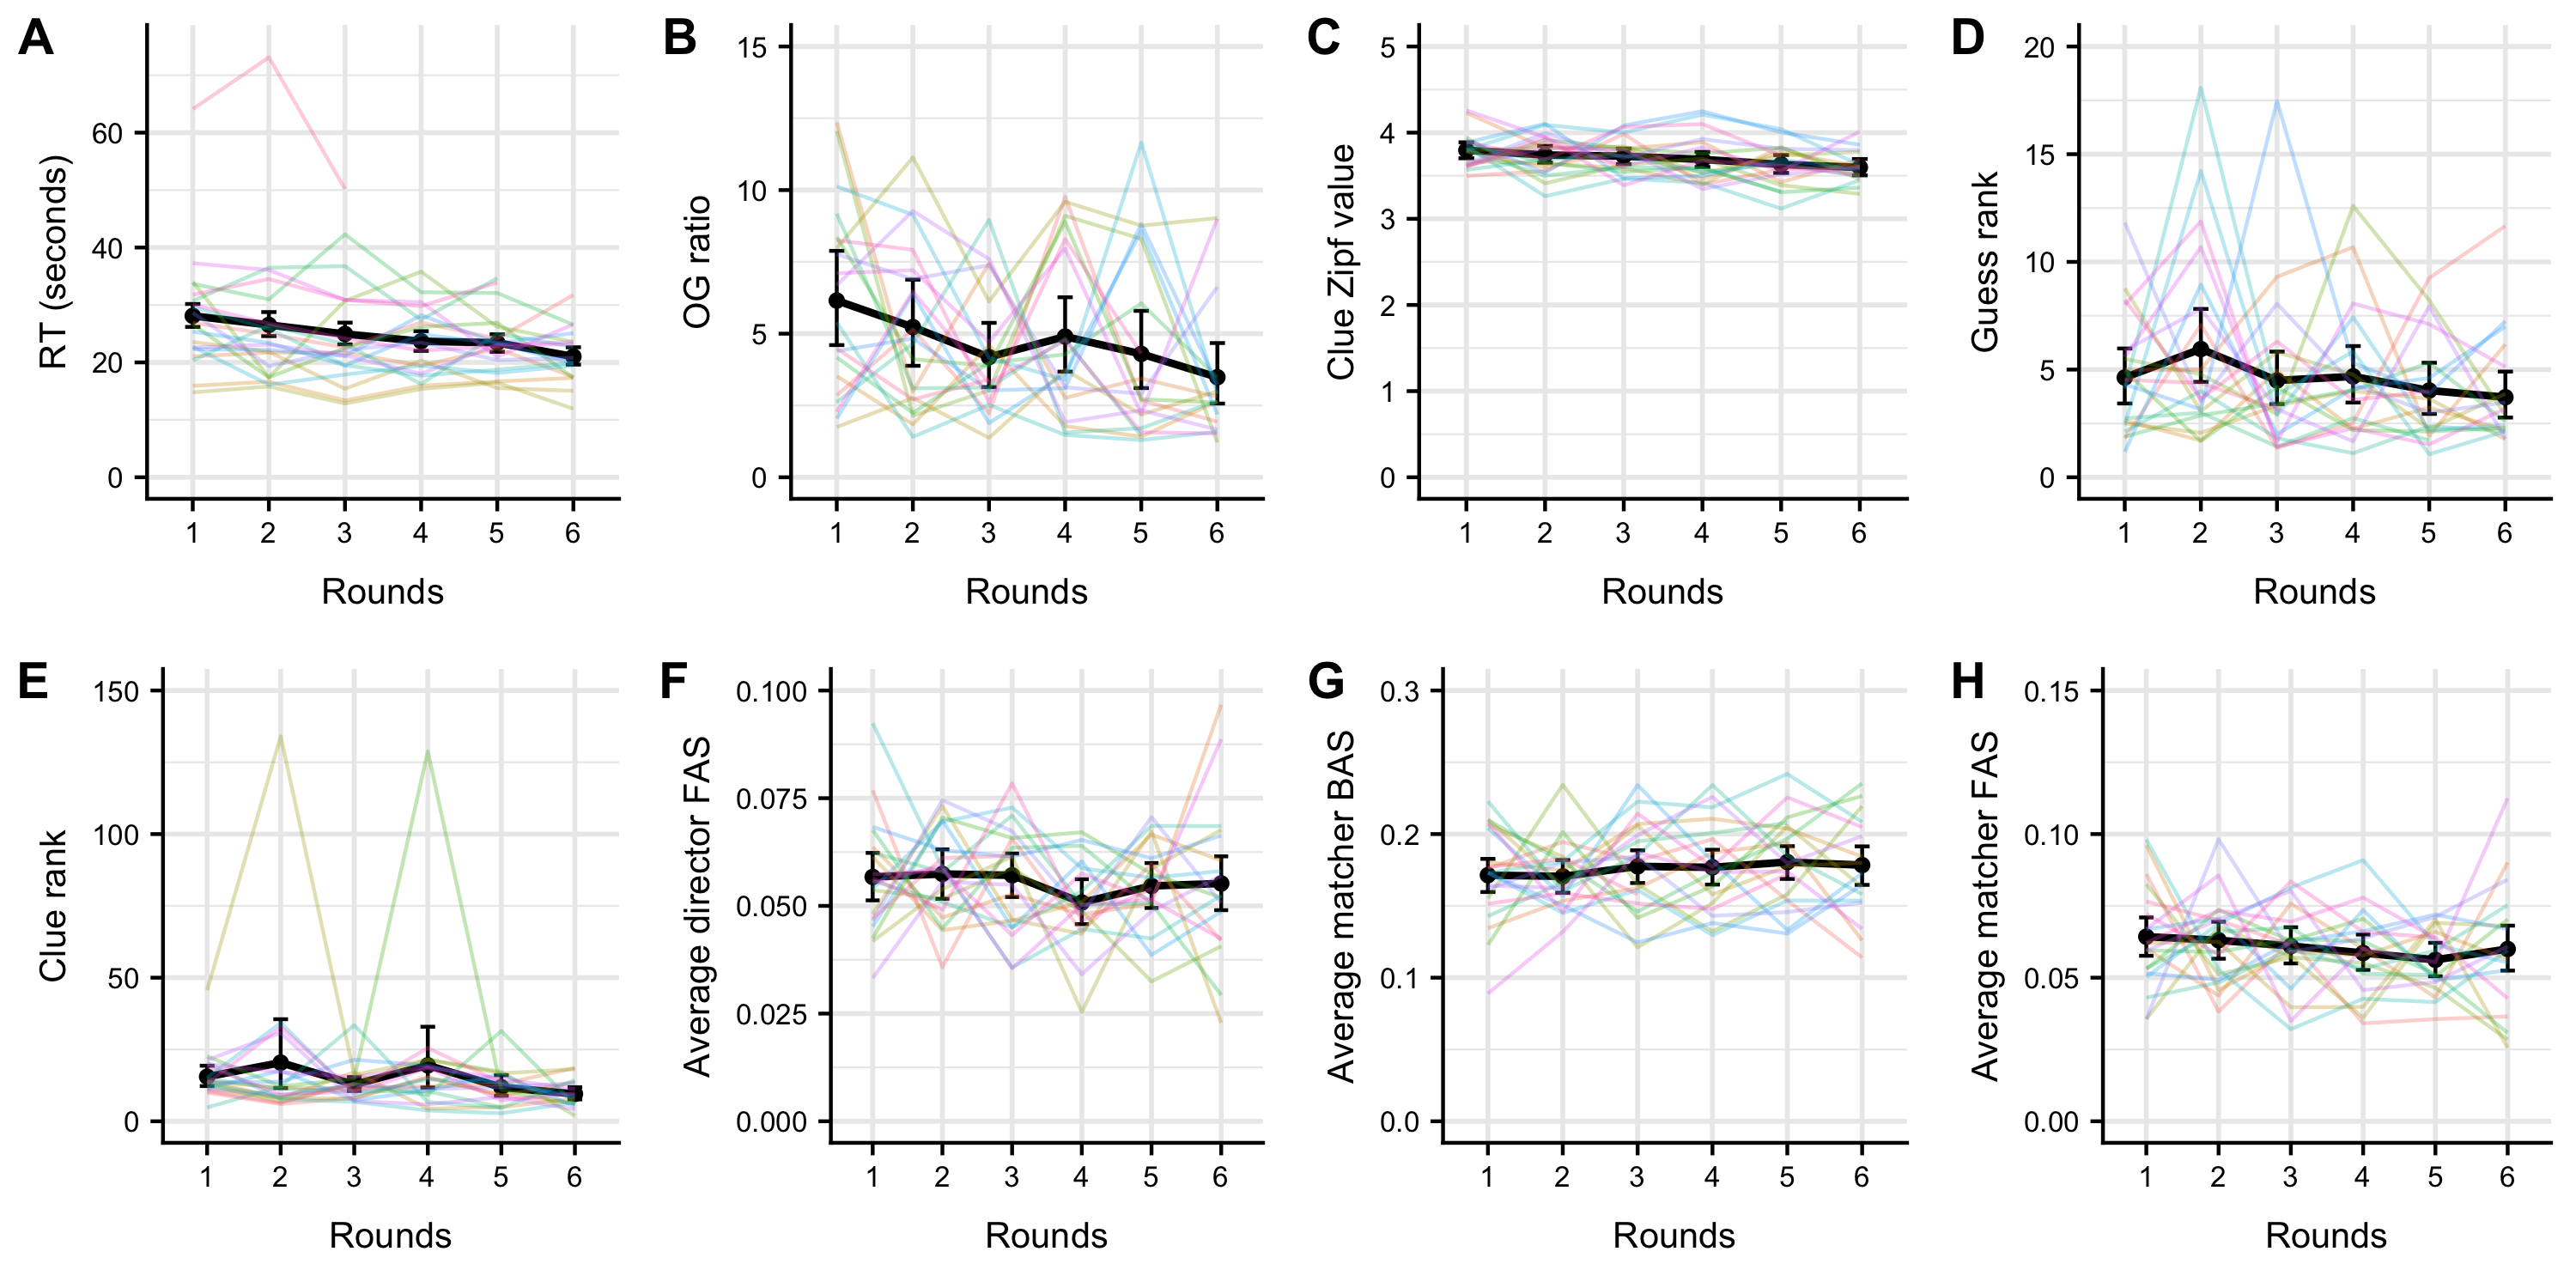 A
RT (seconds)
60
40
20
0
1 2 3 4 5 6
Rounds
B
OG ratio
15
10
5
0
1 2 3 4 5 6
Rounds
C
Clue Zipf value
5
4
3
2
1
0
1 2 3 4 5 6
Rounds
D
Guess rank
20
15
10
5
0
1 2 3 4 5 6
Rounds
E
Clue rank
150
100
50
0
1 2 3 4 5 6
Rounds
F
Average director FAS
0.100
0.075
0.050
0.025
0.000
1 2 3 4 5 6
Rounds
G
Average matcher BAS
0.3
0.2
0.1
0.0
1 2 3 4 5 6
Rounds
H
Average matcher FAS
0.15
0.10
0.05
0.00
1 2 3 4 5 6
Rounds